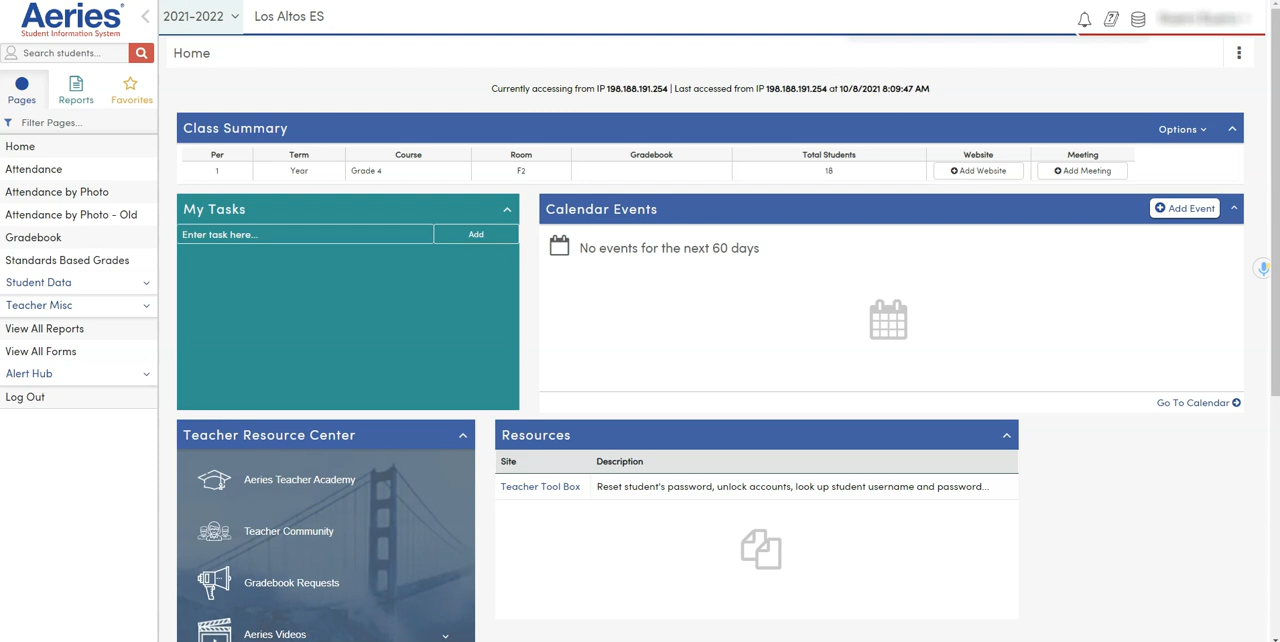 Aeries®
Student Information System
2021-2022
Los Altos ES
Search students...
Home
Pages
Reports
Favorites
Filter Pages...
Home
Attendance
Attendance by Photo
Attendance by Photo - Old
Gradebook
Standards Based Grades
Student Data
Teacher Misc
View All Reports
View All Forms
Alert Hub
Log Out
Currently accessing from IP 198.188.191.254 | Last accessed from IP 198.188.191.254 at 10/8/2021 8:09:47 AM
Class Summary
Options
Per Term Course Room Gradebook Total Students Website Meeting
1 Year Grade 4 F2 18 Add Website Add Meeting
My Tasks
Enter task here...
Add
Calendar Events
Add Event
No events for the next 60 days
Go To Calendar
Teacher Resource Center
Aeries Teacher Academy
Teacher Community
Gradebook Requests
Aeries Videos
Resources
Site Description
Teacher Tool Box Reset student's password, unlock accounts, look up student username and password...